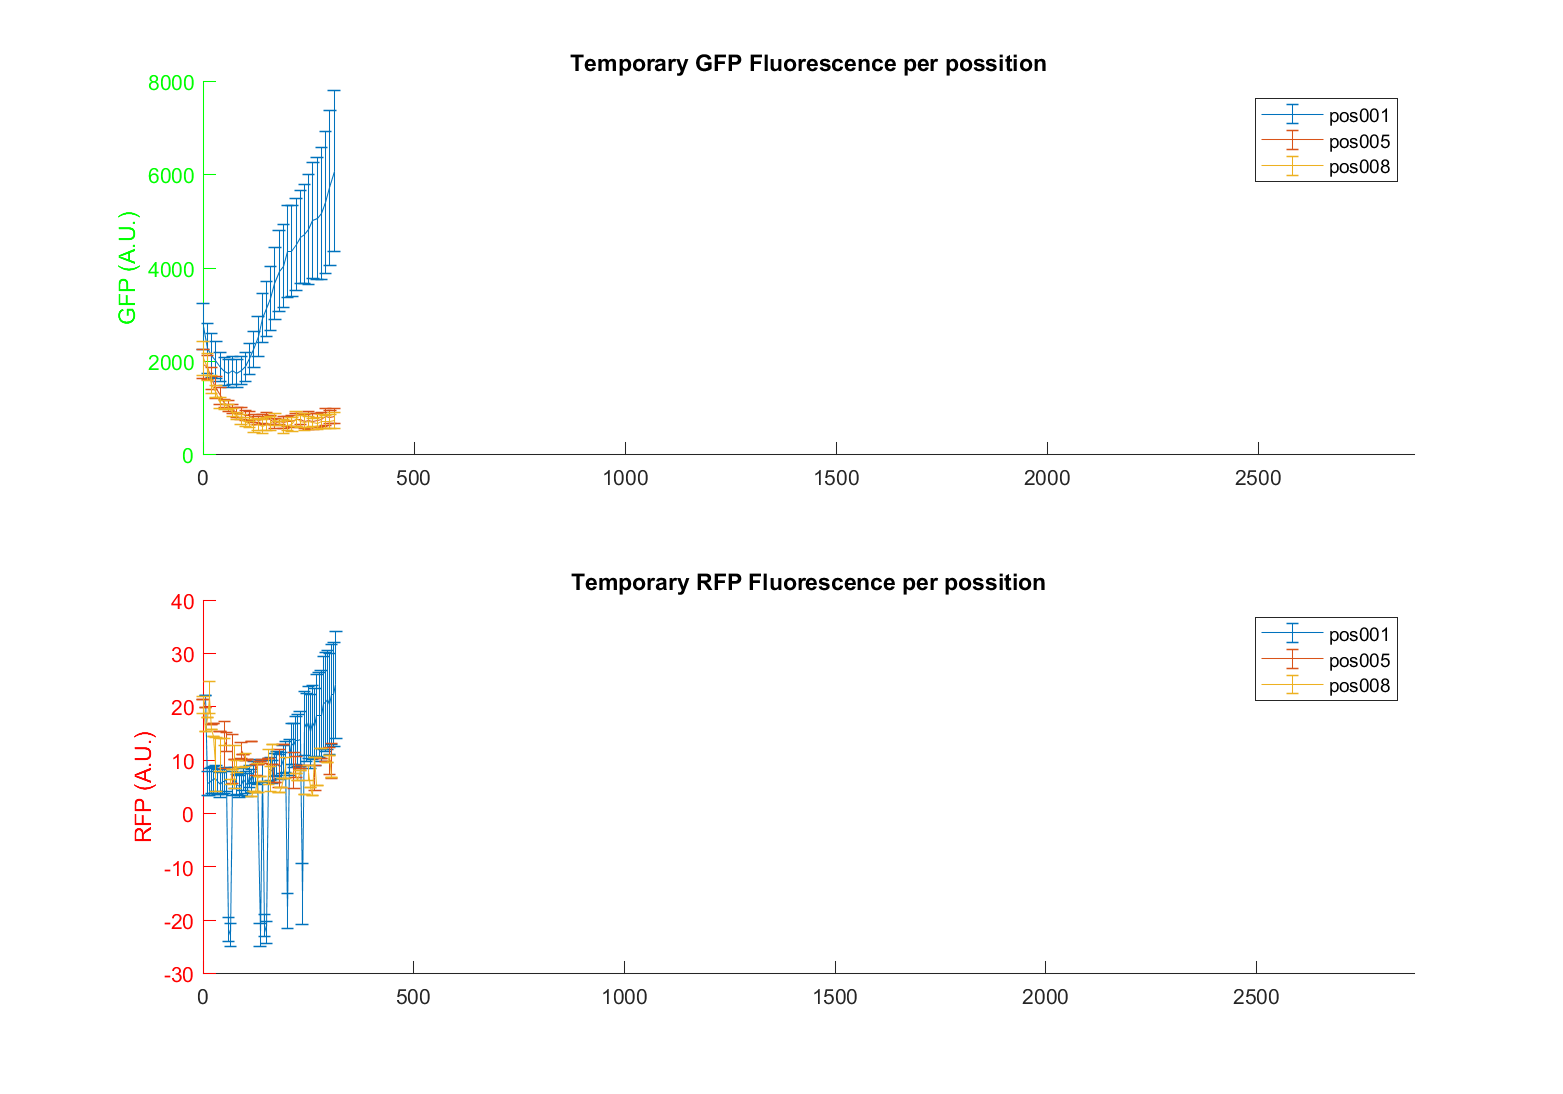 Temporary GFP Fluorescence per possition
8000
6000
4000
2000
0
GFP (A.U.)
0 500 1000 1500 2000 2500
pos001
pos005
pos008
Temporary RFP Fluorescence per possition
40
30
20
10
0
-10
-20
-30
RFP (A.U.)
0 500 1000 1500 2000 2500
pos001
pos005
pos008